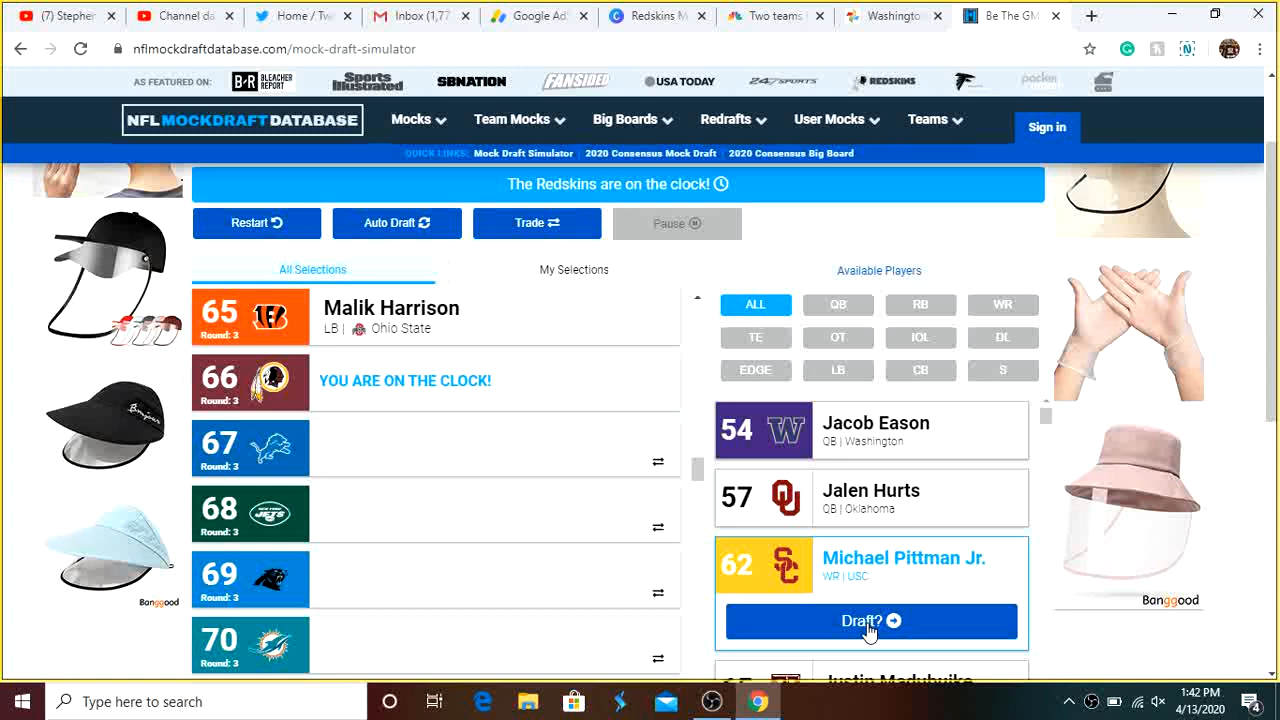 (7) Stepher
Channel da
Home / Tw
Inbox (1,77
Google Ad
Redskins M
Two teams
Washington
Be The GM
nflmockdraftdatabase.com/mock-draft-simulator
AS FEATURED ON:
B/R BLEACHER REPORT
Sports Illustrated
SBNATION
FANSIDED
USA TODAY
247SPORTS
REDSKINS
packer
NFLMOCKDRAFTDATABASE
Mocks
Team Mocks
Big Boards
Redrafts
User Mocks
Teams
Sign in
QUICK LINKS:
Mock Draft Simulator
2020 Consensus Mock Draft
2020 Consensus Big Board
The Redskins are on the clock!
Restart
Auto Draft
Trade
Pause
All Selections
My Selections
Available Players
65
Round: 3
Malik Harrison
LB | Ohio State
66
Round: 3
YOU ARE ON THE CLOCK!
67
Round: 3
68
Round: 3
69
Round: 3
70
Round: 3
ALL
QB
RB
WR
TE
OT
IOL
DL
EDGE
LB
CB
S
54
Jacob Eason
QB | Washington
57
Jalen Hurts
QB | Oklahoma
62
Michael Pittman Jr.
WR | USC
Draft?
Justin Madubuike
Bonjour
Banggood
Banggood
Type here to search
1:42 PM
4/13/2020
4